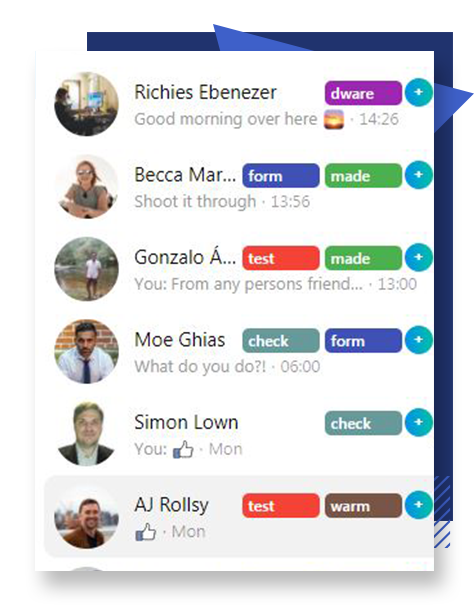 Richies Ebenezer dware +
Good morning over here 🌅 · 14:26
Becca Mar... form made +
Shoot it through · 13:56
Gonzalo Á... test made +
You: From any persons friend... · 13:00
Moe Ghias check form +
What do you do?! · 06:00
Simon Lown check +
You: 👍 · Mon
AJ Rollsy test warm +
👍 · Mon